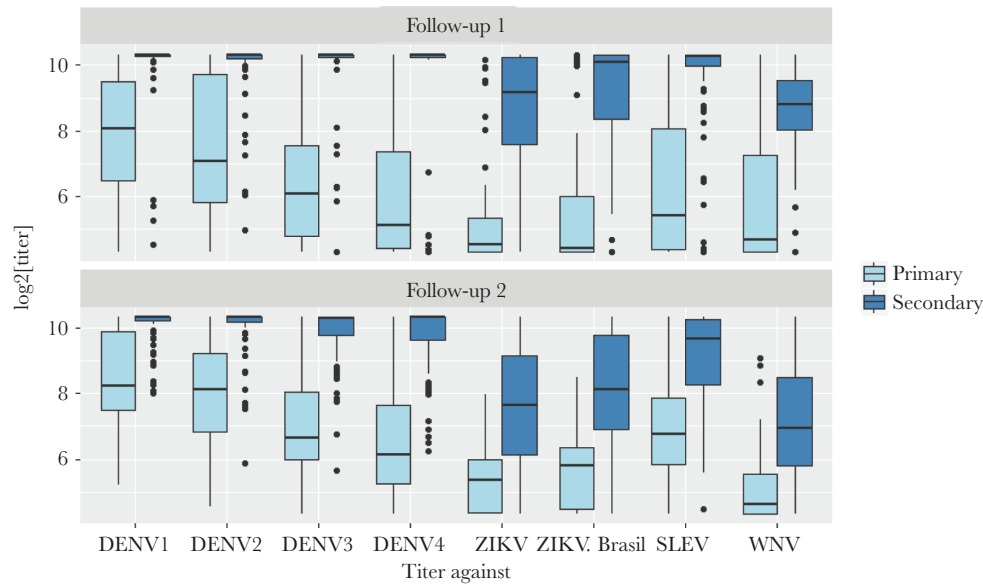 Follow-up 1
10
8
6
log2[titer]
Primary
Secondary
Follow-up 2
10
8
6
DENV1 DENV2 DENV3 DENV4 ZIKV ZIKV. Brasil SLEV WNV
Titer against